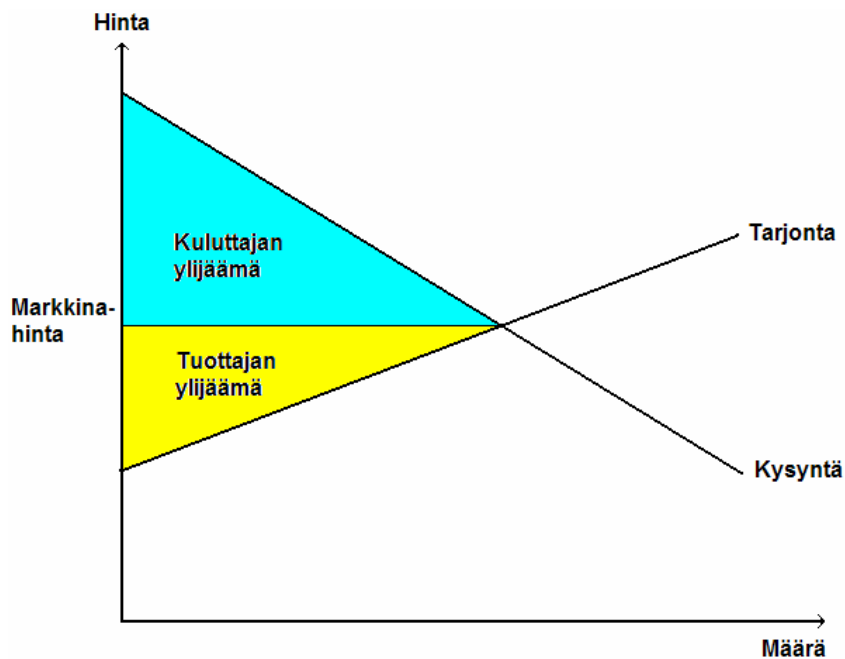 Hinta
Kuluttajan
ylijäämä
Tarjonta
Markkina-
hinta
Tuottajan
ylijäämä
Kysyntä
Määrä